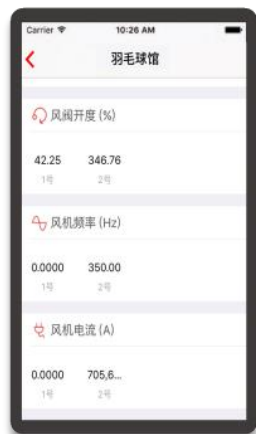 Carrier 10:26 AM
羽毛球馆
风阀开度 (%)
42.25 346.76
1号 2号
风机频率 (Hz)
0.0000 350.00
1号 2号
风机电流 (A)
0.0000 705,6...
1号 2号